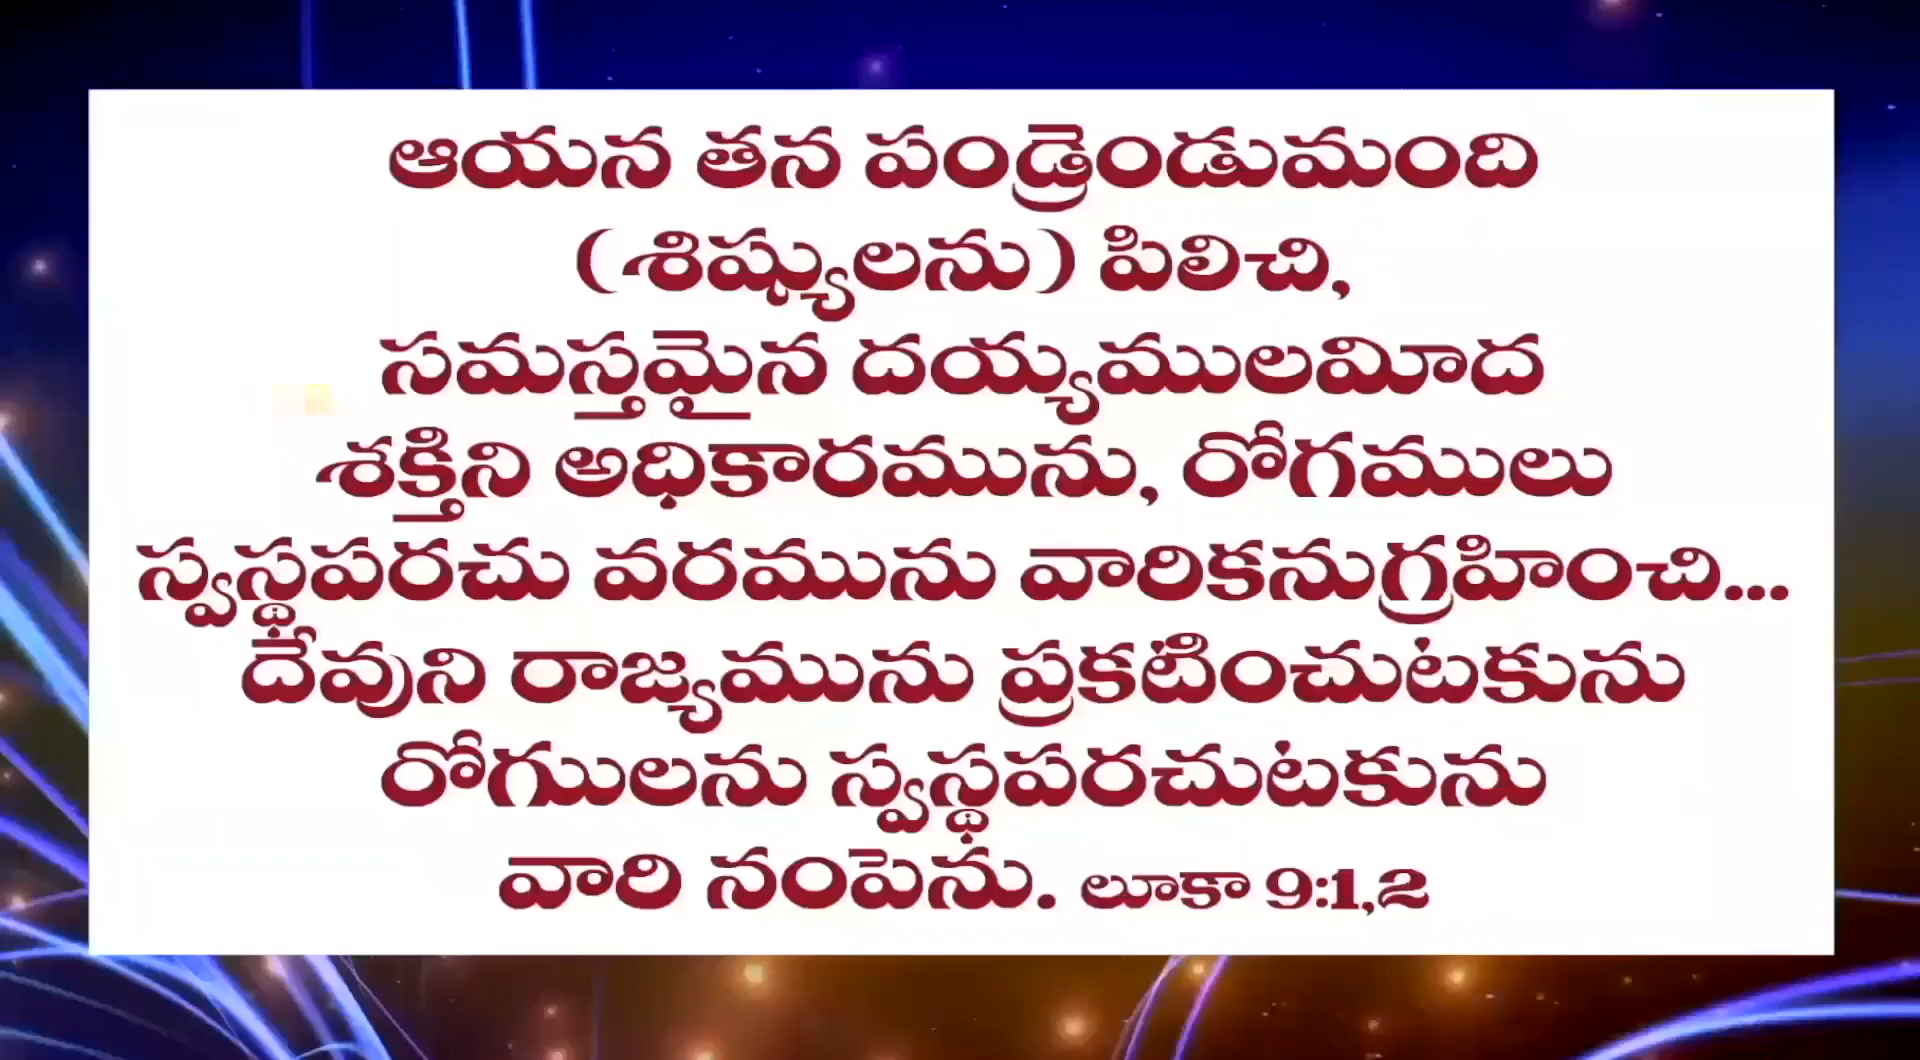 ఆయన తన పండ్రెండుమంది
(శిష్యులను) పిలిచి,
సమస్తమైన దయ్యములమీద
శక్తిని అధికారమును, రోగములు
స్వస్థపరచు వరమును వారికనుగ్రహించి...
దేవుని రాజ్యమును ప్రకటించుటకును
రోగులను స్వస్థపరచుటకును
వారి నంపెను. లూకా 9:1,2